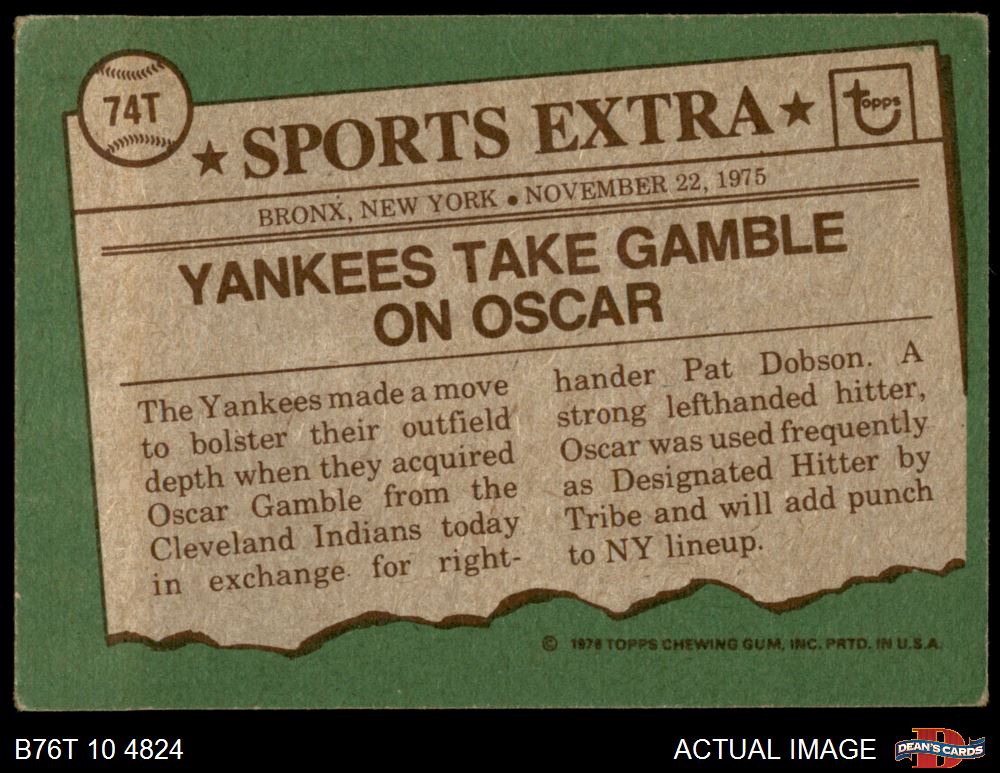 74T
★ SPORTS EXTRA ★
topps
BRONX, NEW YORK • NOVEMBER 22, 1975
YANKEES TAKE GAMBLE
ON OSCAR
The Yankees made a move
to bolster their outfield
depth when they acquired
Oscar Gamble from the
Cleveland Indians today
in exchange for right-
hander Pat Dobson. A
strong lefthanded hitter,
Oscar was used frequently
as Designated Hitter by
Tribe and will add punch
to NY lineup.
© 1976 TOPPS CHEWING GUM, INC. PRTD. IN U.S.A.
B76T 10 4824
ACTUAL IMAGE
D
DEAN'S CARDS